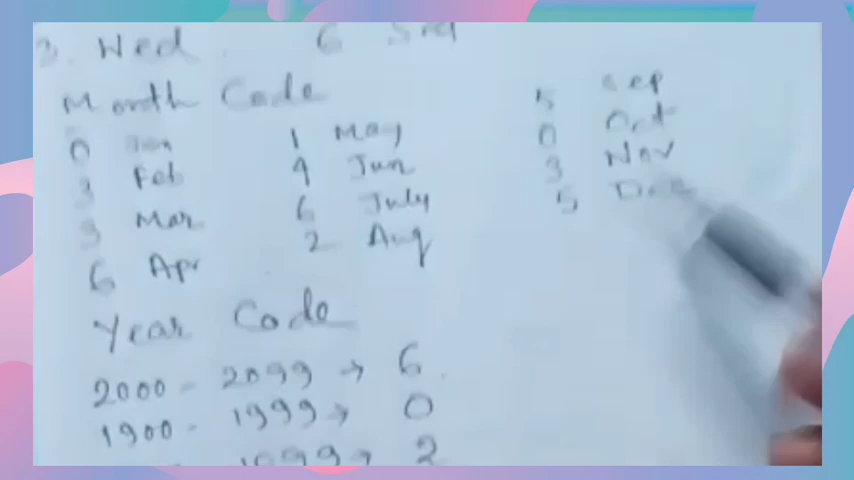 3. Wed 6
Month Code
0 Jan 1 May 5 Sep
3 Feb 4 Jun 0 Oct
3 Mar 6 July 3 Nov
6 Apr 2 Aug 5 Dec
Year Code
2000 - 2099 → 6
1900 - 1999 → 0
→ 2